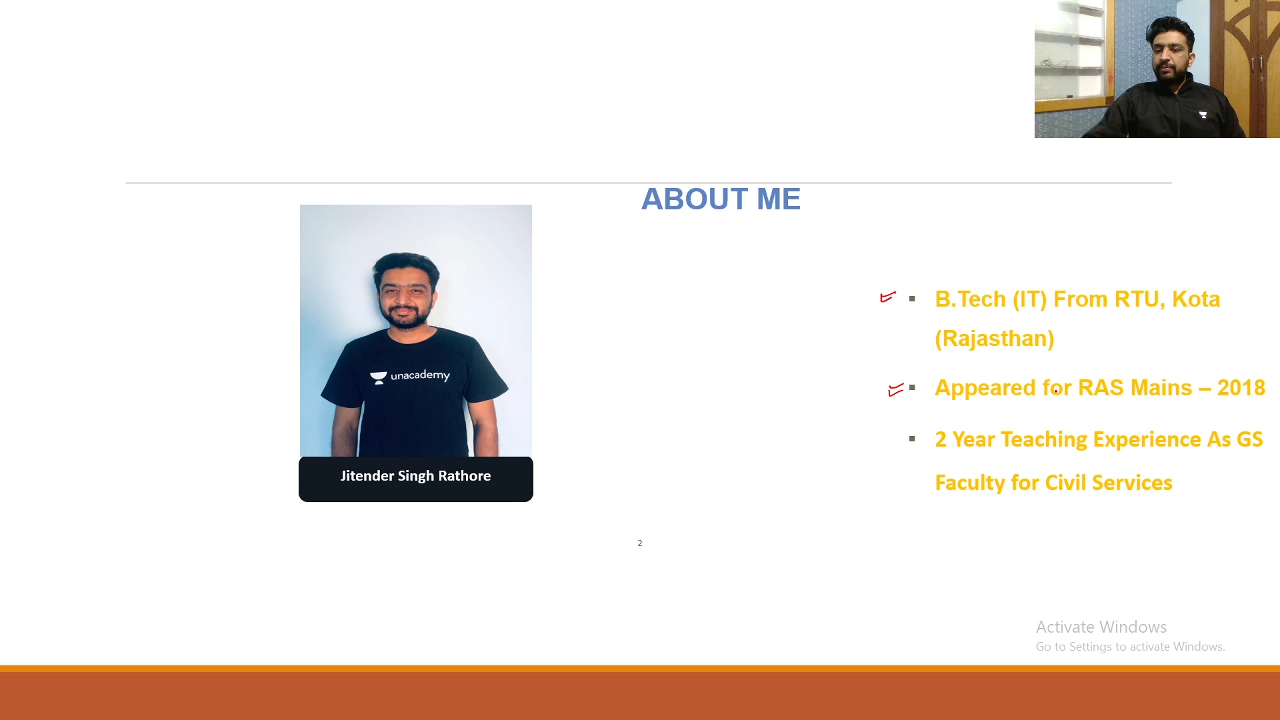 ABOUT ME
unacademy
Jitender Singh Rathore
▪ B.Tech (IT) From RTU, Kota
(Rajasthan)
▪ Appeared for RAS Mains – 2018
▪ 2 Year Teaching Experience As GS
Faculty for Civil Services
2
Activate Windows
Go to Settings to activate Windows.